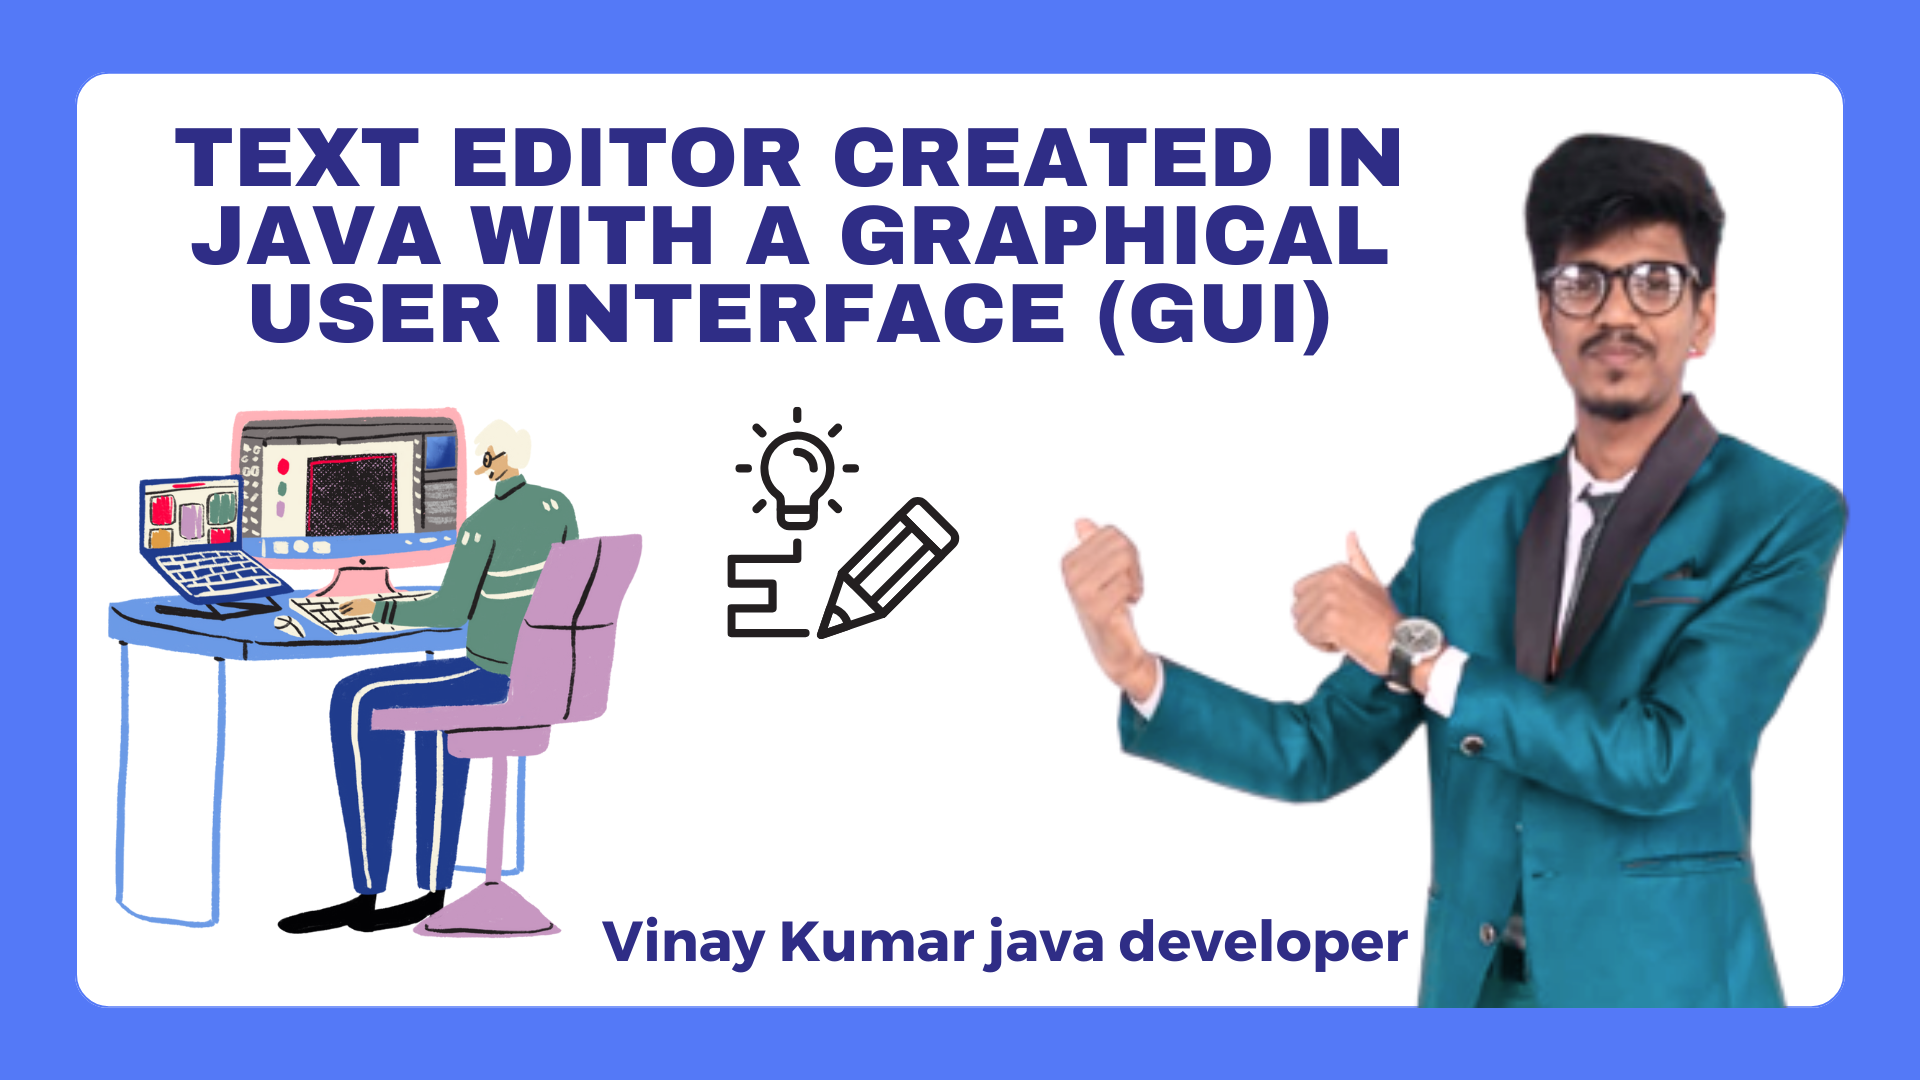 TEXT EDITOR CREATED IN
JAVA WITH A GRAPHICAL
USER INTERFACE (GUI)
Vinay Kumar java developer